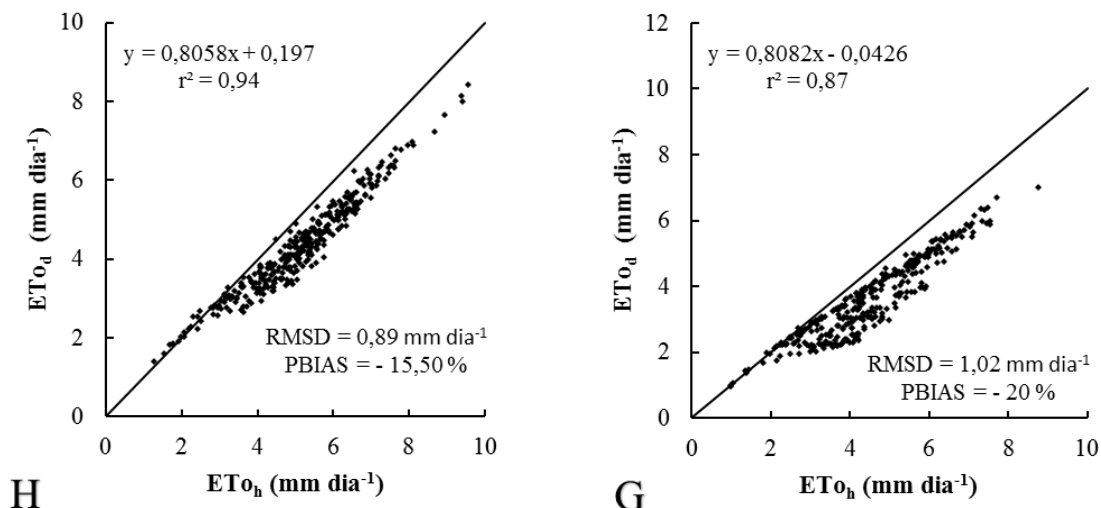 y = 0,8058x + 0,197
r² = 0,94
10
8
6
4
2
0
ETo_d (mm dia⁻¹)
RMSD = 0,89 mm dia⁻¹
PBIAS = - 15,50 %
0 2 4 6 8 10
ETo_h (mm dia⁻¹)
H
y = 0,8082x - 0,0426
r² = 0,87
12
10
8
6
4
2
0
ETo_d (mm dia⁻¹)
RMSD = 1,02 mm dia⁻¹
PBIAS = - 20 %
0 2 4 6 8 10
ETo_h (mm dia⁻¹)
G